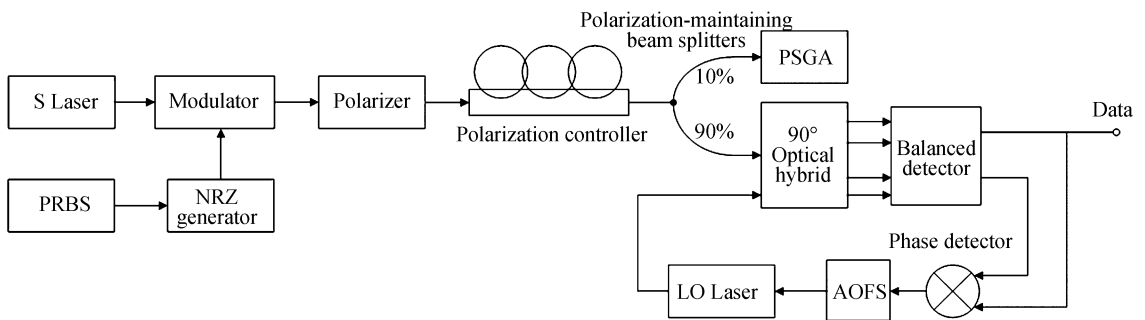 Polarization-maintaining
beam splitters
PSGA
10%
S Laser
Modulator
Polarizer
Polarization controller
90%
90°
Optical
hybrid
Balanced
detector
Data
PRBS
NRZ
generator
Phase detector
LO Laser
AOFS